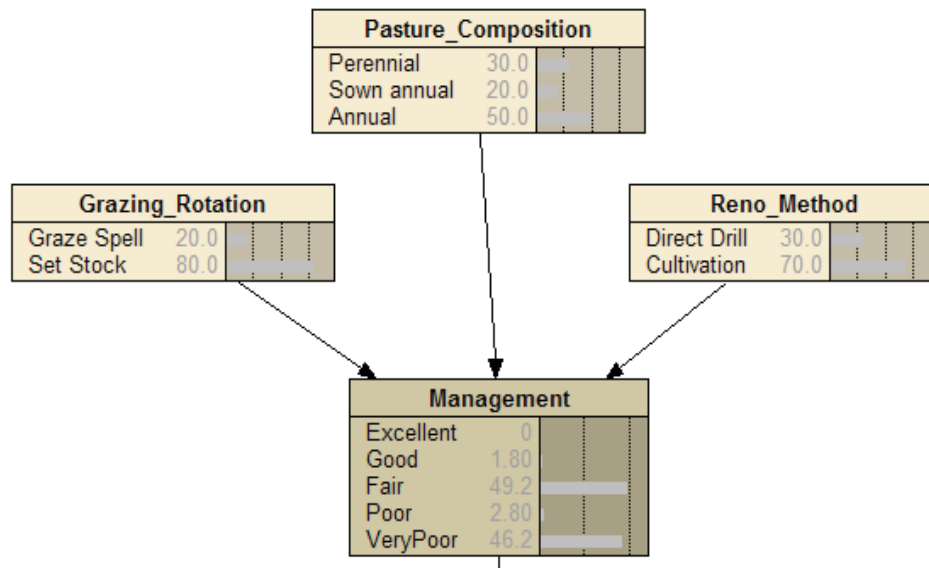 Pasture_Composition
Perennial 30.0
Sown annual 20.0
Annual 50.0
Grazing_Rotation
Graze Spell 20.0
Set Stock 80.0
Reno_Method
Direct Drill 30.0
Cultivation 70.0
Management
Excellent 0
Good 1.80
Fair 49.2
Poor 2.80
VeryPoor 46.2